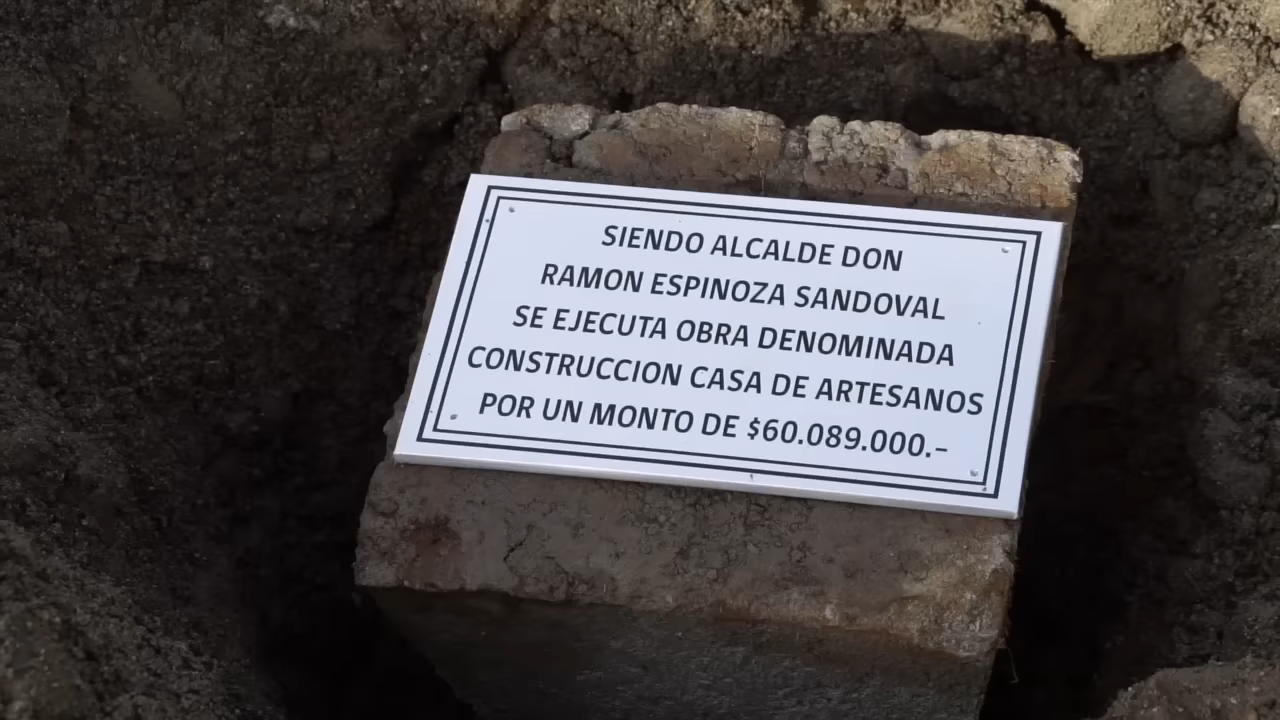 SIENDO ALCALDE DON
RAMON ESPINOZA SANDOVAL
SE EJECUTA OBRA DENOMINADA
CONSTRUCCION CASA DE ARTESANOS
POR UN MONTO DE $60.089.000.-